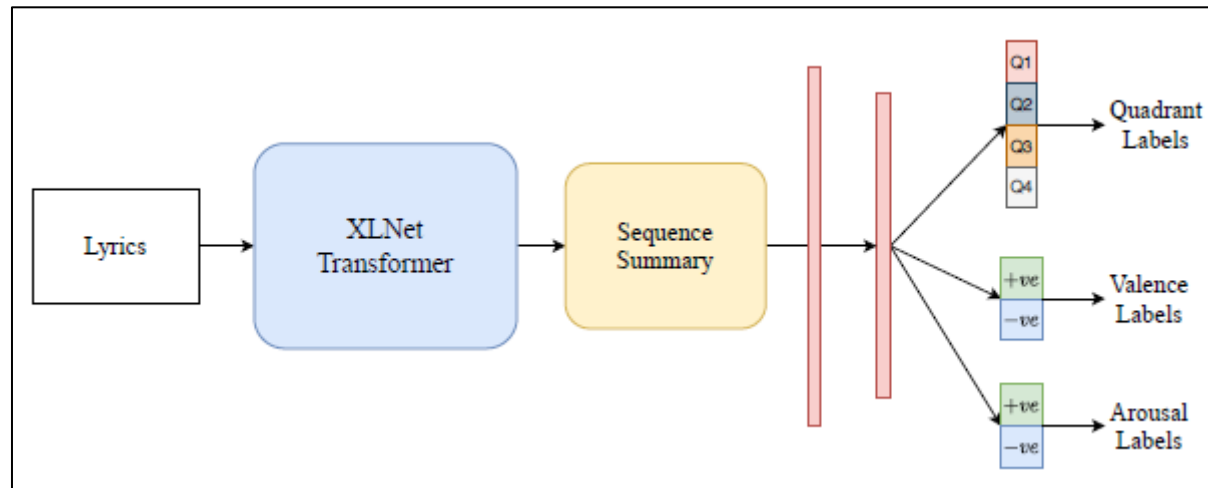 Lyrics
XLNet
Transformer
Sequence
Summary
Q1
Q2
Q3
Q4
Quadrant
Labels
+ve
−ve
Valence
Labels
+ve
−ve
Arousal
Labels